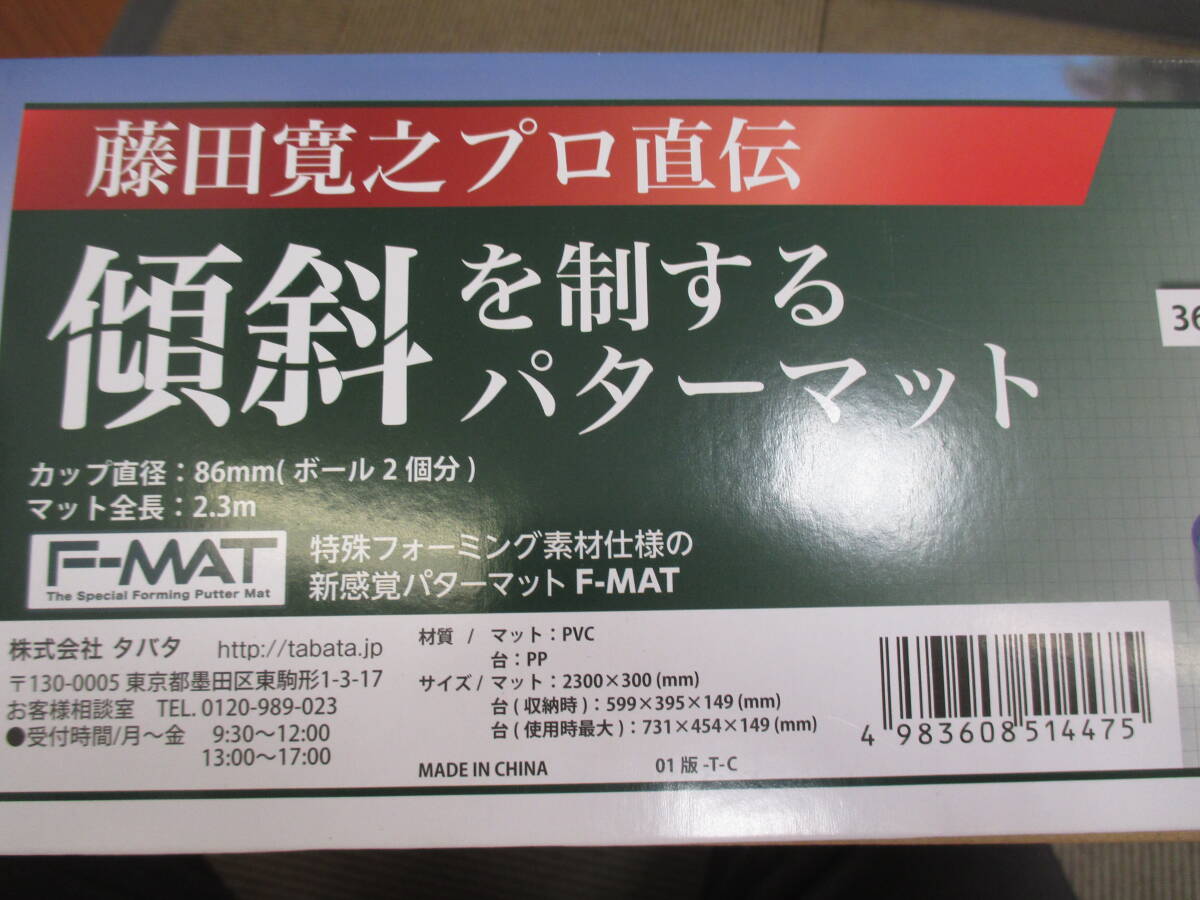 藤田寛之プロ直伝
傾斜を制する
パターマット
36
カップ直径：86mm( ボール 2 個分 )
マット全長：2.3m
F-MAT
The Special Forming Putter Mat
特殊フォーミング素材仕様の
新感覚パターマット F-MAT
株式会社 タバタ http://tabata.jp
〒130-0005 東京都墨田区東駒形1-3-17
お客様相談室 TEL. 0120-989-023
●受付時間/月～金 9:30～12:00
13:00～17:00
材質 / マット：PVC
台：PP
サイズ / マット：2300×300 (mm)
台 ( 収納時 )：599×395×149 (mm)
台 ( 使用時最大 )：731×454×149 (mm)
MADE IN CHINA 01 版 -T-C
4 983608 514475